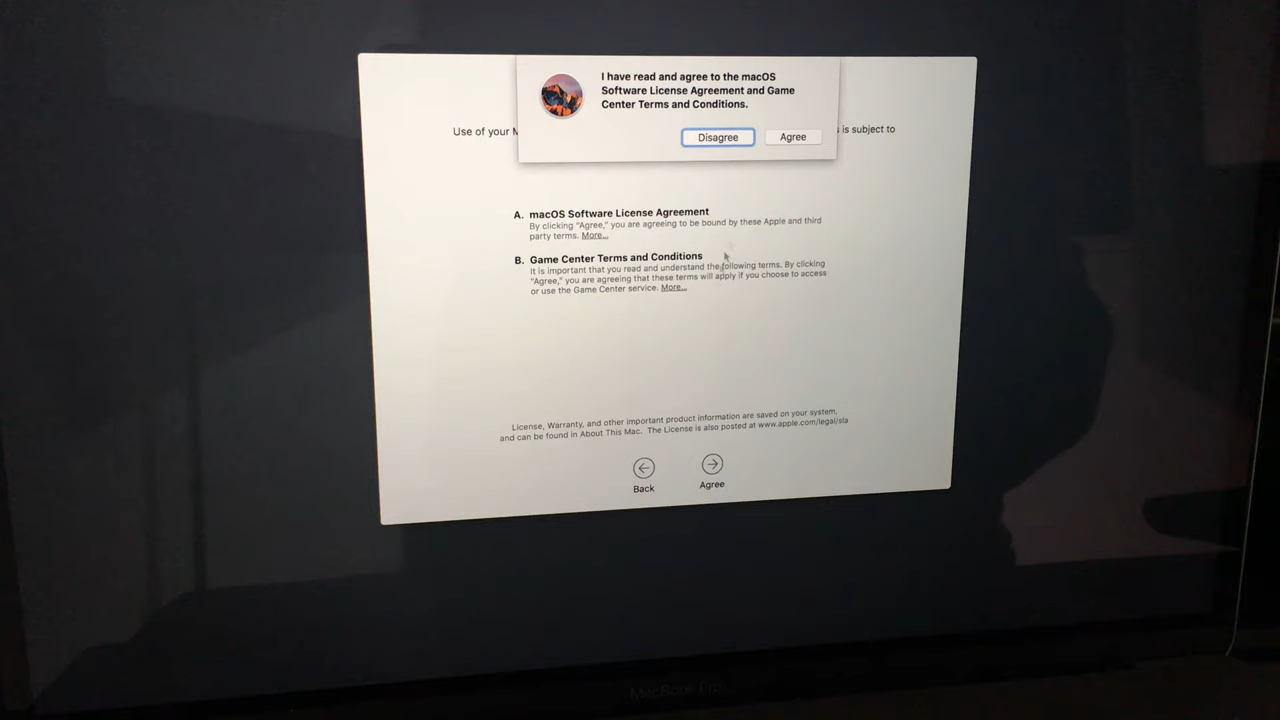 I have read and agree to the macOS
Software License Agreement and Game
Center Terms and Conditions.
Disagree
Agree
Use of your M
is subject to
A. macOS Software License Agreement
By clicking "Agree," you are agreeing to be bound by these Apple and third
party terms. More...
B. Game Center Terms and Conditions
It is important that you read and understand the following terms. By clicking
"Agree," you are agreeing that these terms will apply if you choose to access
or use the Game Center service. More...
License, Warranty, and other important product information are saved on your system,
and can be found in About This Mac. The License is also posted at www.apple.com/legal/sla
Back
Agree
MacBook Pro